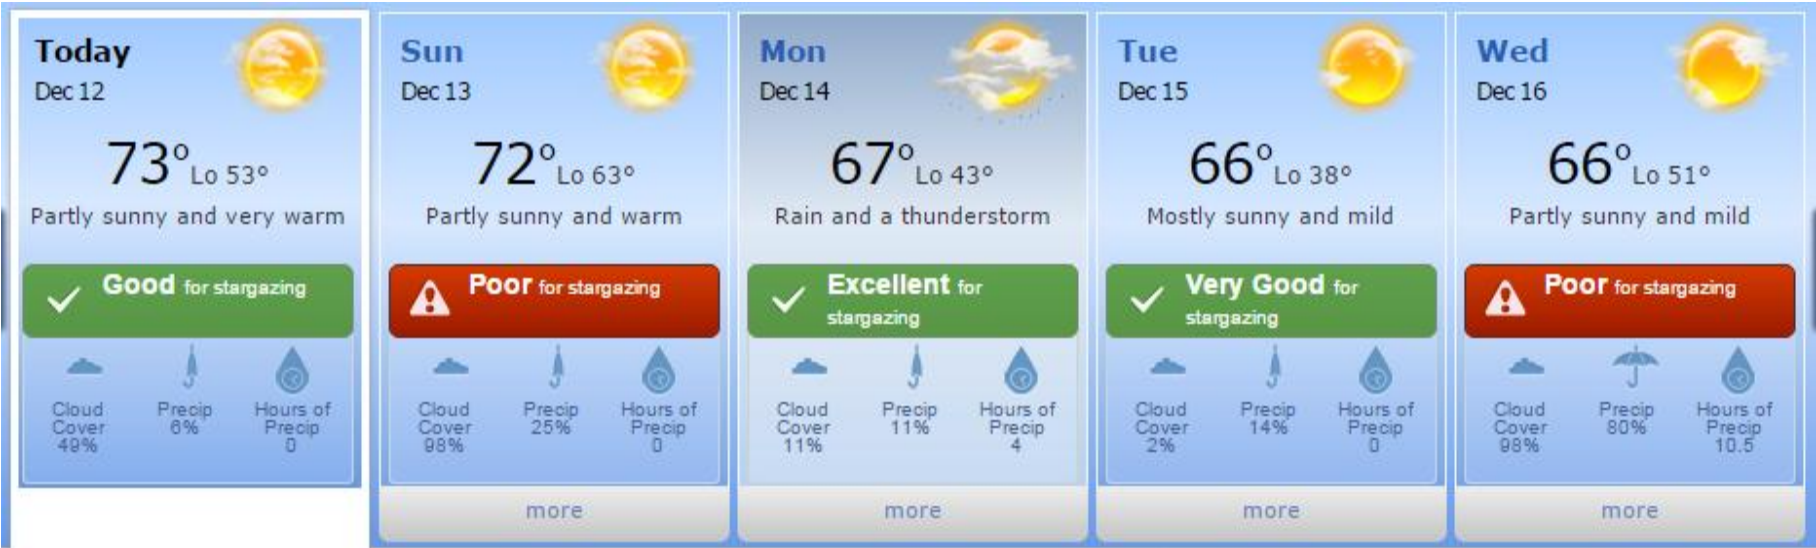 Today
Dec 12
73° Lo 53°
Partly sunny and very warm
Good for stargazing
Cloud Cover 49%
Precip 6%
Hours of Precip 0
Sun
Dec 13
72° Lo 63°
Partly sunny and warm
Poor for stargazing
Cloud Cover 98%
Precip 25%
Hours of Precip 0
more
Mon
Dec 14
67° Lo 43°
Rain and a thunderstorm
Excellent for
stargazing
Cloud Cover 11%
Precip 11%
Hours of Precip 4
more
Tue
Dec 15
66° Lo 38°
Mostly sunny and mild
Very Good for
stargazing
Cloud Cover 2%
Precip 14%
Hours of Precip 0
more
Wed
Dec 16
66° Lo 51°
Partly sunny and mild
Poor for stargazing
Cloud Cover 98%
Precip 80%
Hours of Precip 10.5
more